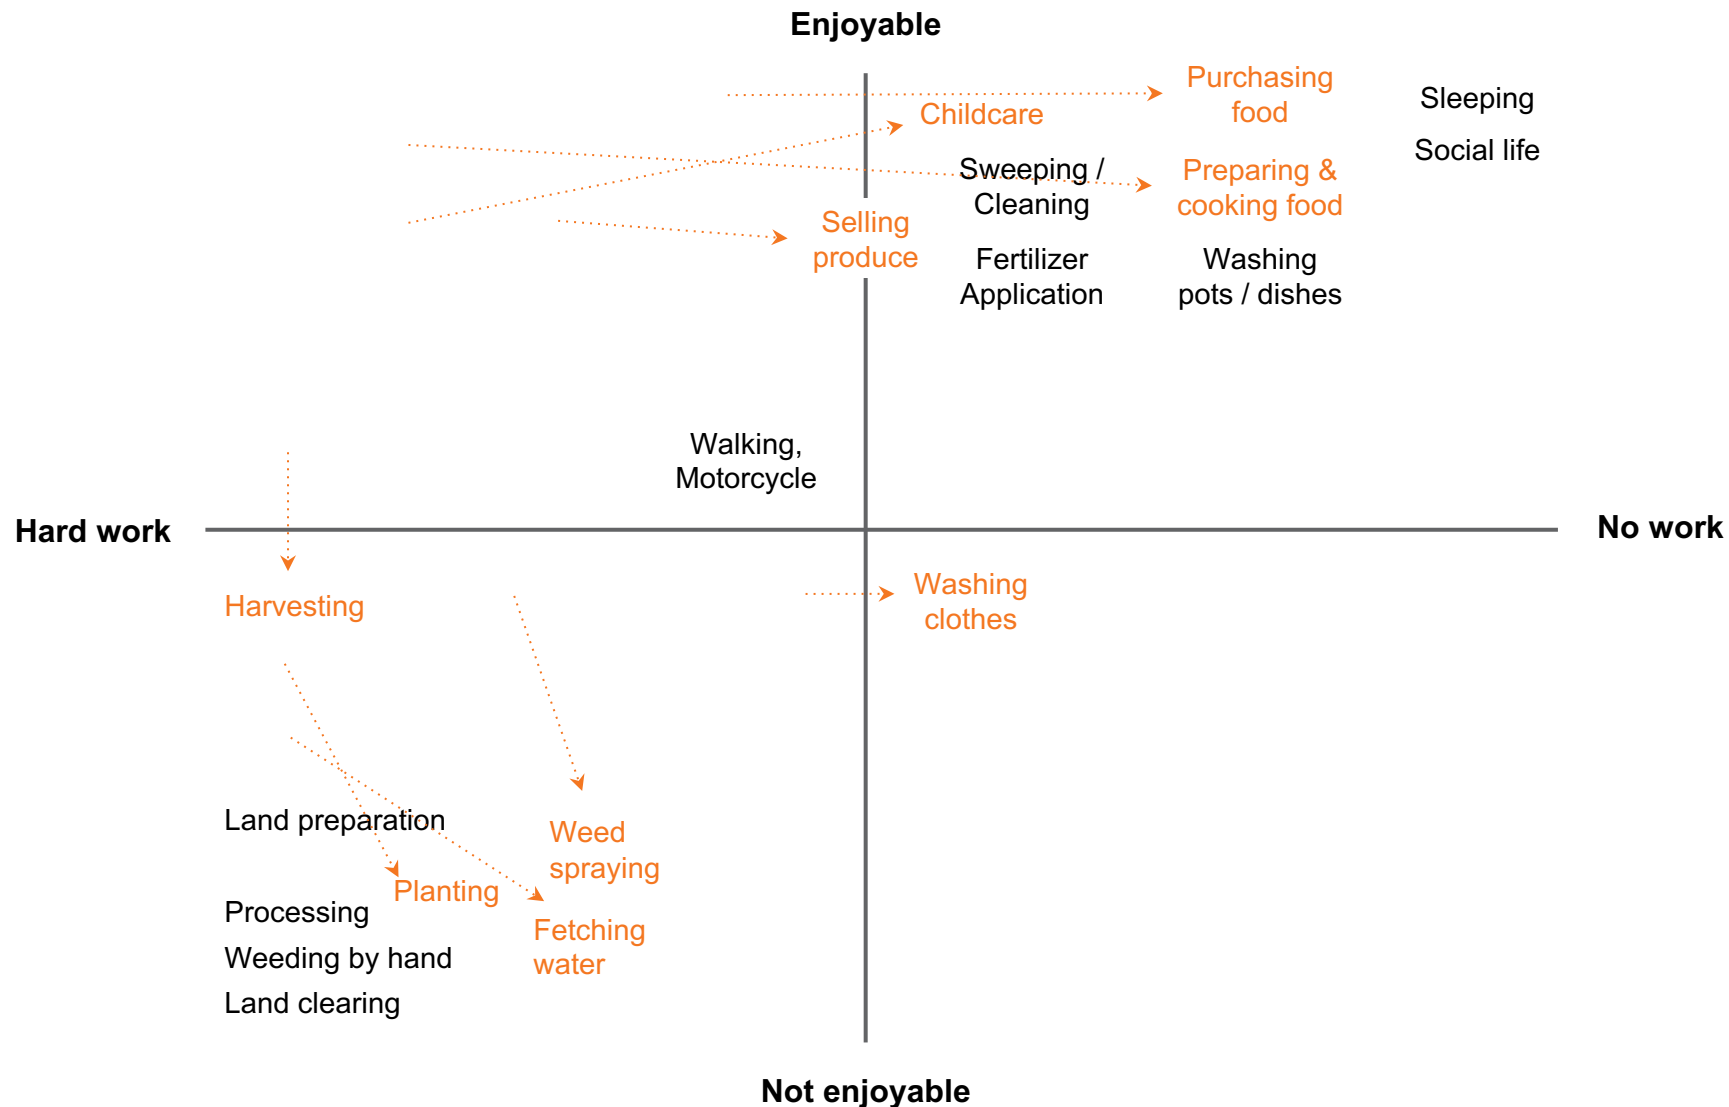 Enjoyable
Purchasing
food
Sleeping
Childcare
Social life
Sweeping /
Cleaning
Preparing &
cooking food
Selling
produce
Fertilizer
Application
Washing
pots / dishes
Walking,
Motorcycle
Hard work
No work
Harvesting
Washing
clothes
Land preparation
Weed
spraying
Planting
Processing
Fetching
water
Weeding by hand
Land clearing
Not enjoyable